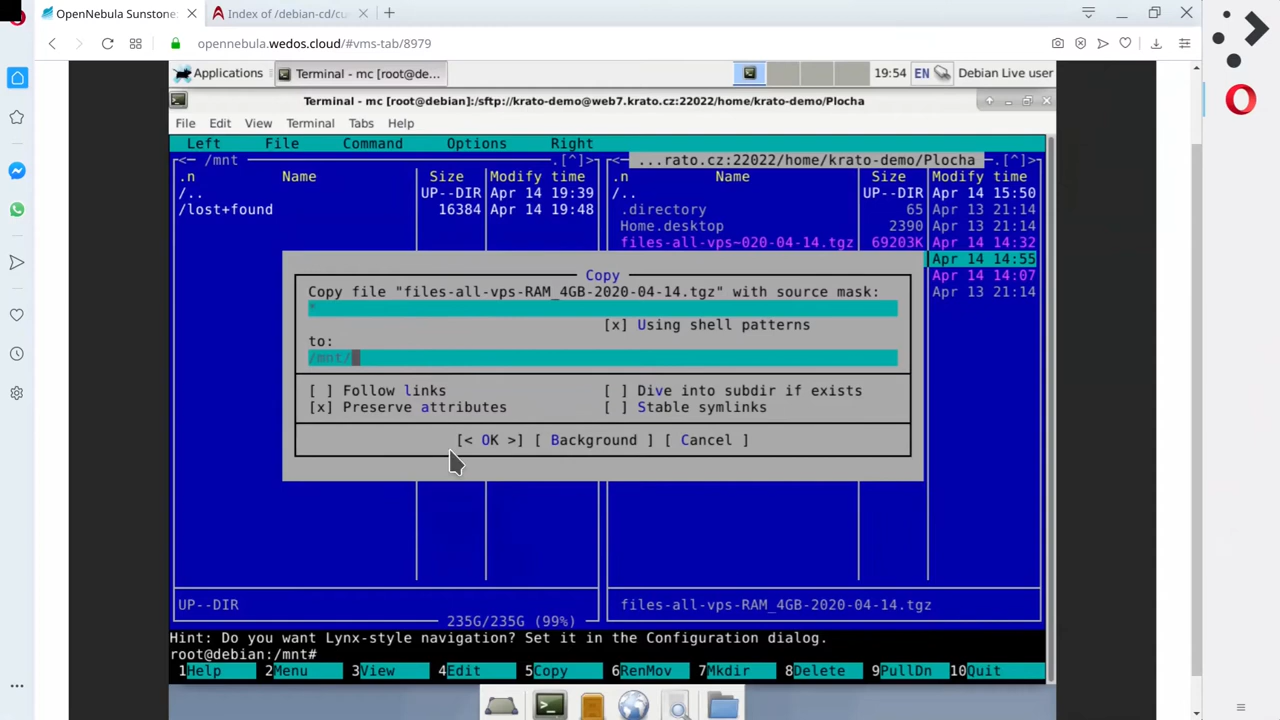 OpenNebula Sunstone:
Index of /debian-cd/cu
opennebula.wedos.cloud/#vms-tab/8979
Applications
Terminal - mc [root@de...
19:54
EN
Debian Live user
Terminal - mc [root@debian]:/sftp://krato-demo@web7.krato.cz:22022/home/krato-demo/Plocha
File Edit View Terminal Tabs Help
Left File Command Options Right
<- /mnt .[^]> <- ...rato.cz:22022/home/krato-demo/Plocha .[^]>
.n Name Size Modify time .n Name Size Modify time
/.. UP--DIR Apr 14 19:39 /.. UP--DIR Apr 14 15:50
/lost+found 16384 Apr 14 19:48 .directory 65 Apr 13 21:14
Home.desktop 2390 Apr 13 21:14
files-all-vps~020-04-14.tgz 69203K Apr 14 14:32
Apr 14 14:55
Apr 14 14:07
Apr 13 21:14
Copy
Copy file "files-all-vps-RAM_4GB-2020-04-14.tgz" with source mask:
*
[x] Using shell patterns
to:
/mnt/
[ ] Follow links [ ] Dive into subdir if exists
[x] Preserve attributes [ ] Stable symlinks
[< OK >] [ Background ] [ Cancel ]
UP--DIR files-all-vps-RAM_4GB-2020-04-14.tgz
235G/235G (99%)
Hint: Do you want Lynx-style navigation? Set it in the Configuration dialog.
root@debian:/mnt#
1Help 2Menu 3View 4Edit 5Copy 6RenMov 7Mkdir 8Delete 9PullDn 10Quit